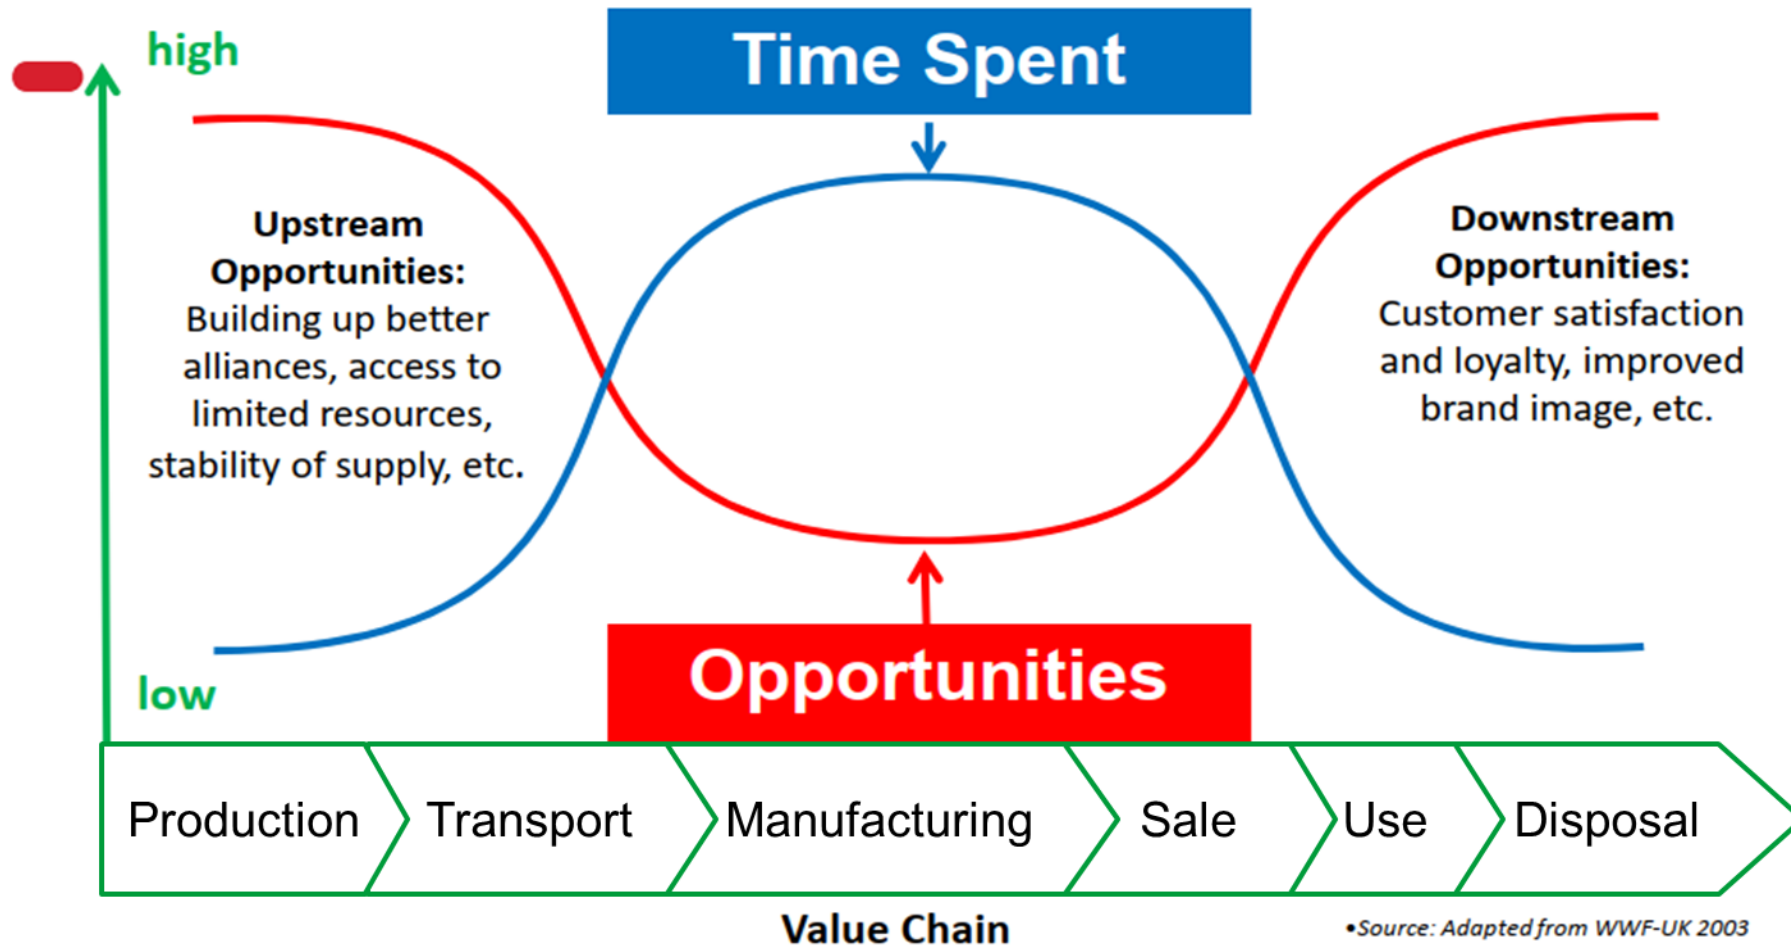 high
Time Spent
Upstream
Opportunities:
Building up better
alliances, access to
limited resources,
stability of supply, etc.
Downstream
Opportunities:
Customer satisfaction
and loyalty, improved
brand image, etc.
low
Opportunities
Production
Transport
Manufacturing
Sale
Use
Disposal
Value Chain
•Source: Adapted from WWF-UK 2003